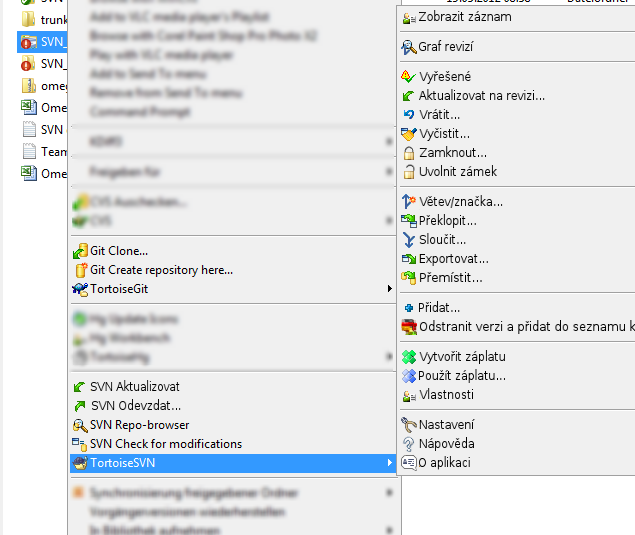 trunk
SVN_
SVN_
omeg
Ome
SVN
Team
Ome
Add to VLC media player's Playlist
Browse with Corel Paint Shop Pro Photo X2
Play with VLC media player
Add to Send To menu
Remove from Send To menu
Command Prompt
KDiff3
Freigeben für
CVS Auschecken...
CVS
Git Clone...
Git Create repository here...
TortoiseGit
Hg Update Icons
Hg Workbench
TortoiseHg
SVN Aktualizovat
SVN Odevzdat...
SVN Repo-browser
SVN Check for modifications
TortoiseSVN
Synchronisierung freigegebener Ordner
Vorgängerversionen wiederherstellen
In Bibliothek aufnehmen
Zobrazit záznam
Graf revizí
Vyřešené
Aktualizovat na revizi...
Vrátit...
Vyčistit...
Zamknout...
Uvolnit zámek
Větev/značka...
Překlopit...
Sloučit...
Exportovat...
Přemístit...
Přidat...
Odstranit verzi a přidat do seznamu k
Vytvořit záplatu
Použít záplatu...
Vlastnosti
Nastavení
Nápověda
O aplikaci